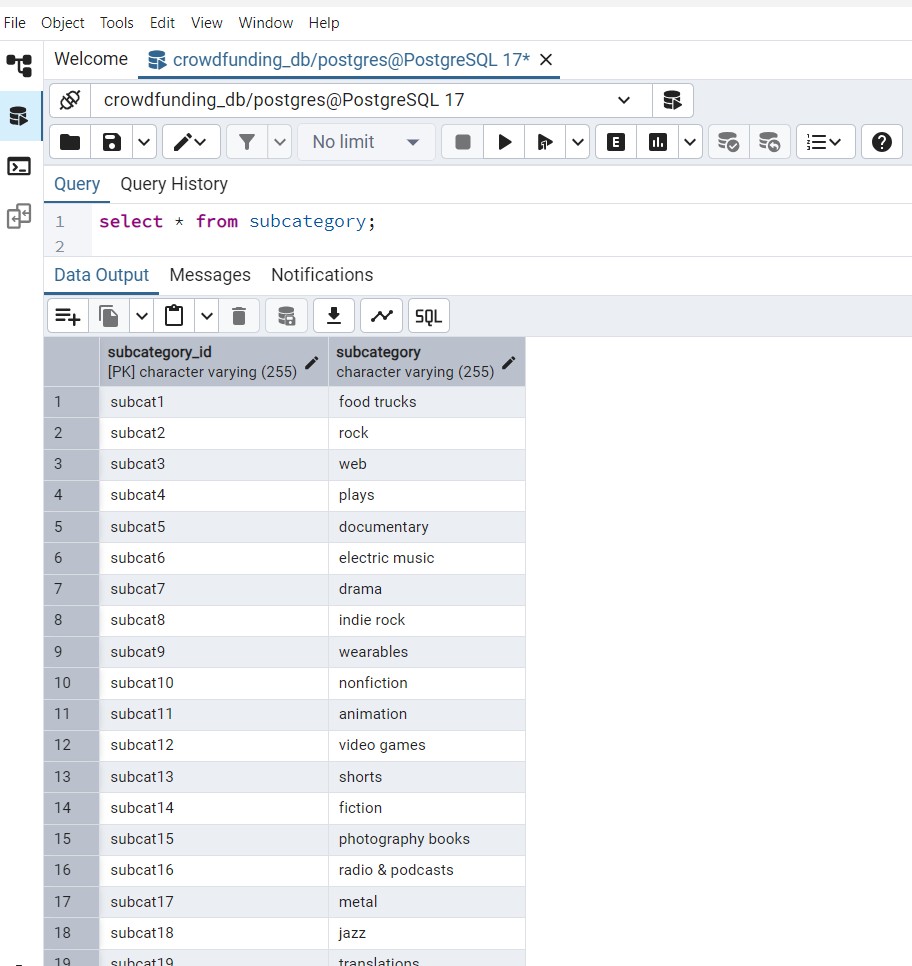 File Object Tools Edit View Window Help
Welcome crowdfunding_db/postgres@PostgreSQL 17*
crowdfunding_db/postgres@PostgreSQL 17
No limit E
Query Query History
1 select * from subcategory;
2
Data Output Messages Notifications
SQL
subcategory_id subcategory
[PK] character varying (255) character varying (255)
1 subcat1 food trucks
2 subcat2 rock
3 subcat3 web
4 subcat4 plays
5 subcat5 documentary
6 subcat6 electric music
7 subcat7 drama
8 subcat8 indie rock
9 subcat9 wearables
10 subcat10 nonfiction
11 subcat11 animation
12 subcat12 video games
13 subcat13 shorts
14 subcat14 fiction
15 subcat15 photography books
16 subcat16 radio & podcasts
17 subcat17 metal
18 subcat18 jazz
19 subcat19 translations